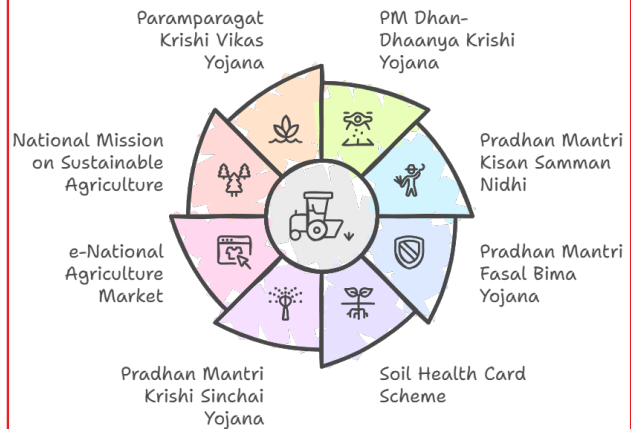 Paramparagat
Krishi Vikas
Yojana
PM Dhan-
Dhaanya Krishi
Yojana
National Mission
on Sustainable
Agriculture
Pradhan Mantri
Kisan Samman
Nidhi
e-National
Agriculture
Market
Pradhan Mantri
Fasal Bima
Yojana
Pradhan Mantri
Krishi Sinchai
Yojana
Soil Health Card
Scheme